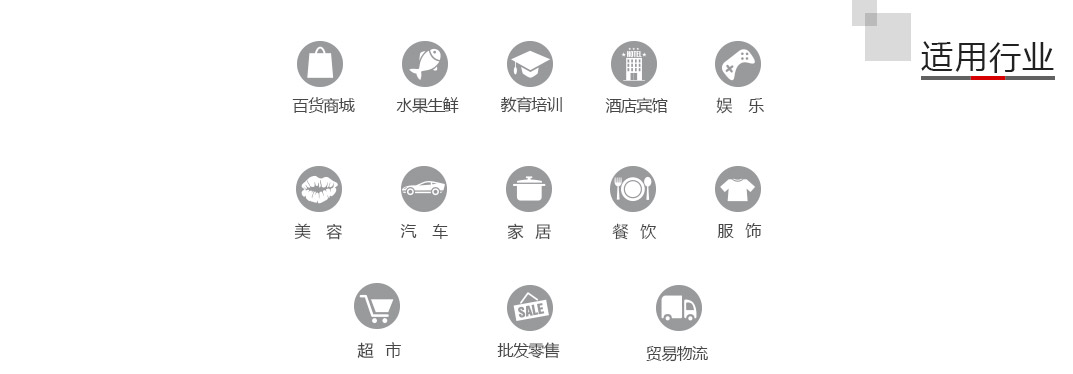 适用行业
HOTEL
百货商城 水果生鲜 教育培训 酒店宾馆 娱 乐
美 容 汽 车 家 居 餐 饮 服 饰
SALE
超 市 批发零售 贸易物流